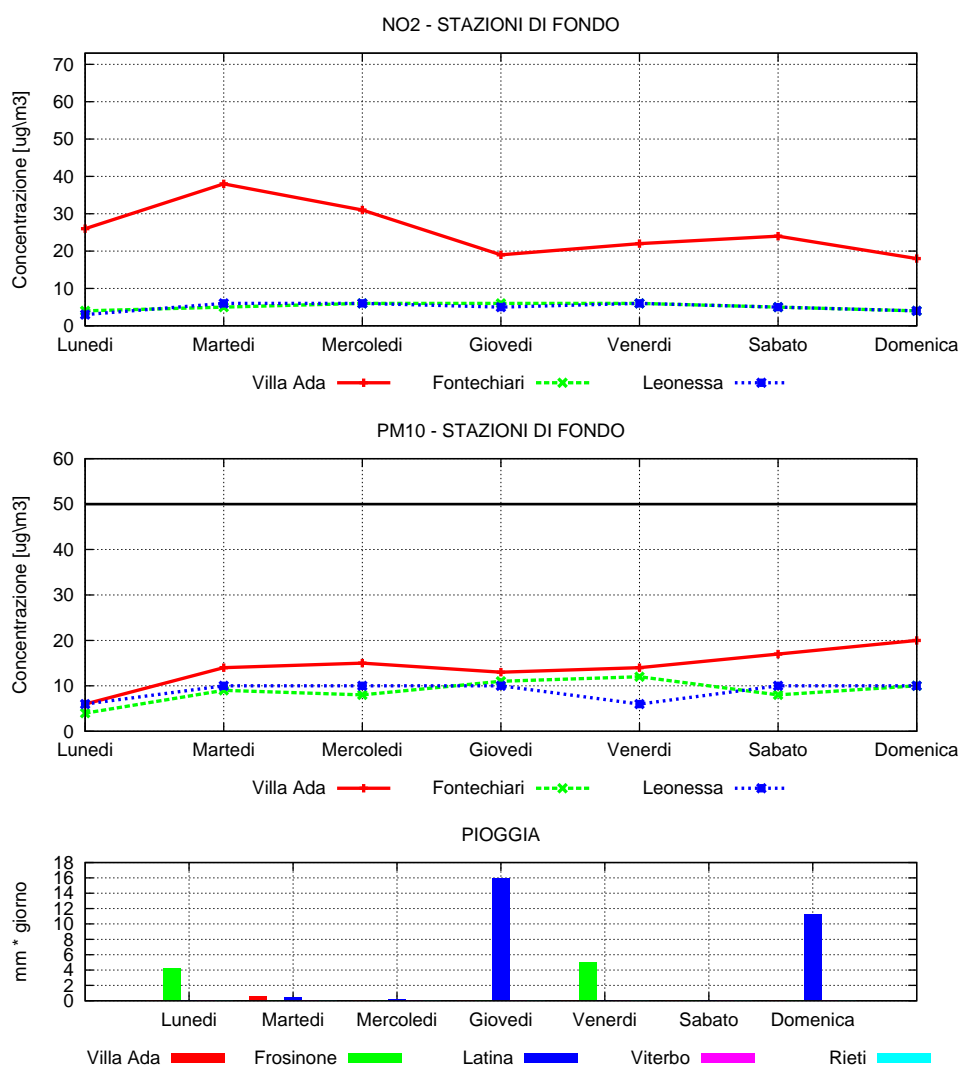 NO2 - STAZIONI DI FONDO
Concentrazione [ug\m3]
70
60
50
40
30
20
10
0
Lunedi Martedi Mercoledi Giovedi Venerdi Sabato Domenica
Villa Ada Fontechiari Leonessa
PM10 - STAZIONI DI FONDO
Concentrazione [ug\m3]
60
50
40
30
20
10
0
Lunedi Martedi Mercoledi Giovedi Venerdi Sabato Domenica
Villa Ada Fontechiari Leonessa
PIOGGIA
mm * giorno
18
16
14
12
10
8
6
4
2
0
Lunedi Martedi Mercoledi Giovedi Venerdi Sabato Domenica
Villa Ada Frosinone Latina Viterbo Rieti